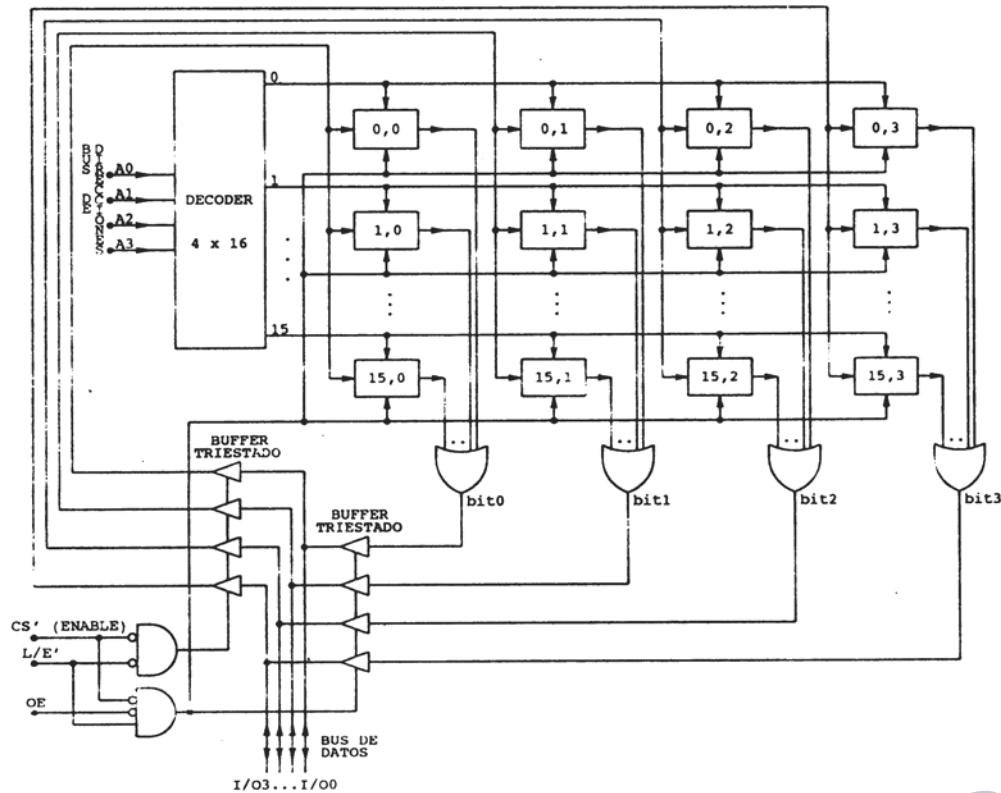 0
0,0
0,1
0,2
0,3
BUS
DIRECCIONES
DE
A0
A1
A2
A3
DECODER
4 x 16
1
1,0
1,1
1,2
1,3
15
15,0
15,1
15,2
15,3
BUFFER
TRIESTADO
bit0
bit1
bit2
bit3
BUFFER
TRIESTADO
CS' (ENABLE)
L/E'
OE
BUS DE
DATOS
I/O3...I/O0